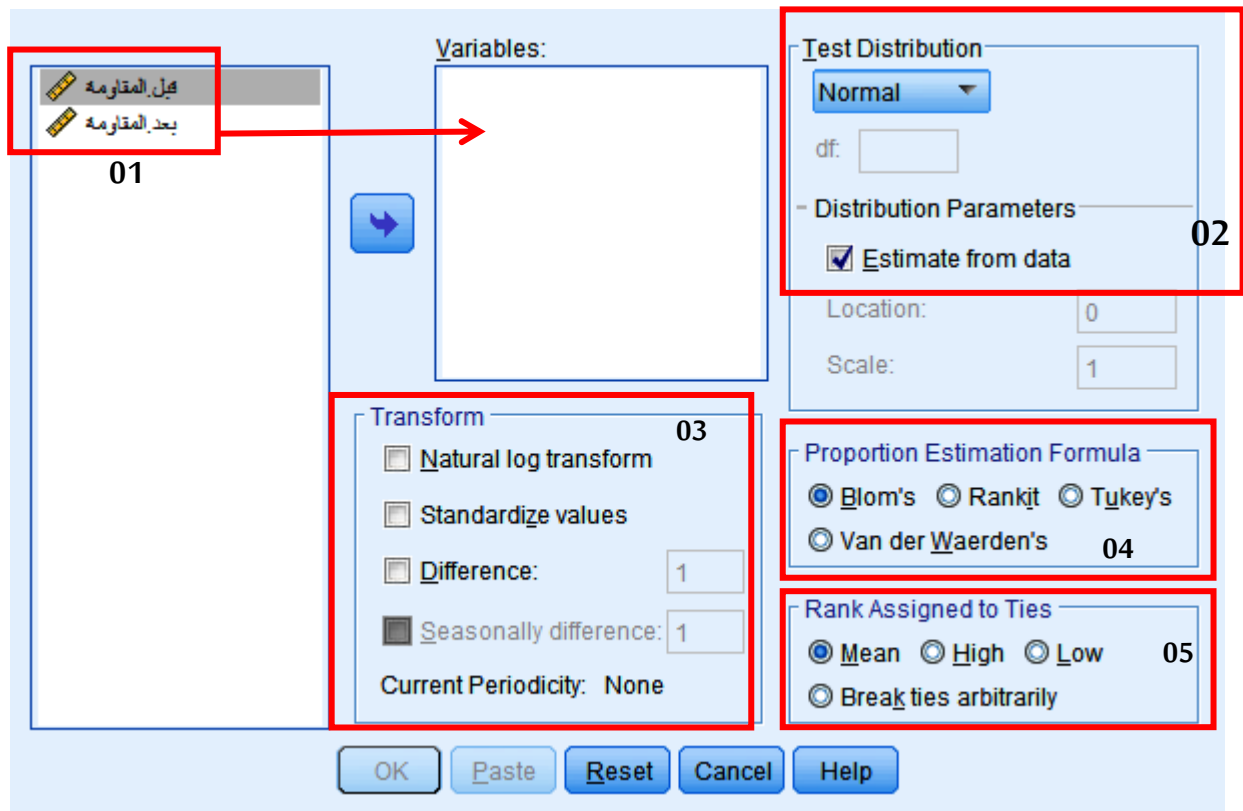 قبل.المقاومة
بعد.المقاومة
01
Variables:
Test Distribution
Normal
df:
Distribution Parameters
02
Estimate from data
Location: 0
Scale: 1
Transform
03
Natural log transform
Standardize values
Difference: 1
Seasonally difference: 1
Current Periodicity: None
Proportion Estimation Formula
Blom's Rankit Tukey's
Van der Waerden's
04
Rank Assigned to Ties
Mean High Low
05
Break ties arbitrarily
OK Paste Reset Cancel Help